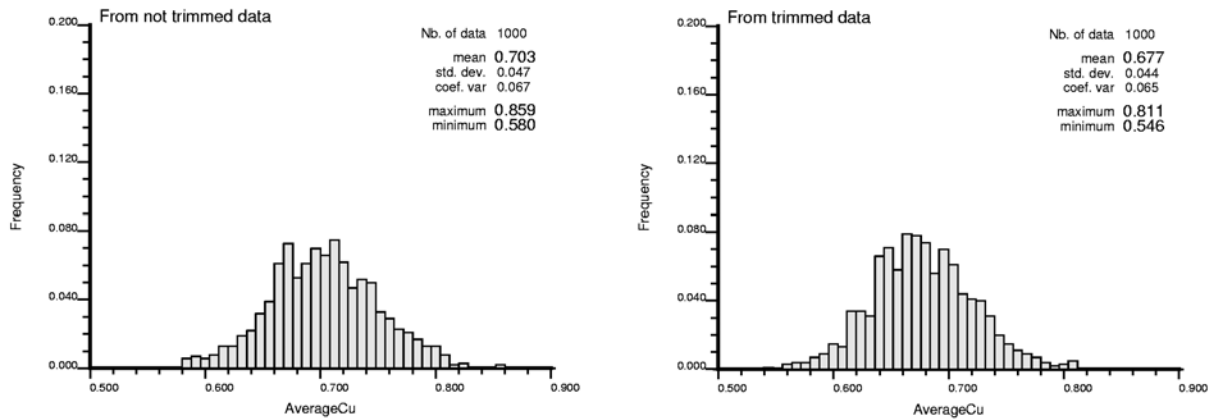 From not trimmed data
0.200
0.160
0.120
0.080
0.040
0.000
Frequency
Nb. of data 1000
mean 0.703
std. dev. 0.047
coef. var 0.067
maximum 0.859
minimum 0.580
0.500 0.600 0.700 0.800 0.900
AverageCu
From trimmed data
0.200
0.160
0.120
0.080
0.040
0.000
Frequency
Nb. of data 1000
mean 0.677
std. dev. 0.044
coef. var 0.065
maximum 0.811
minimum 0.546
0.500 0.600 0.700 0.800 0.900
AverageCu